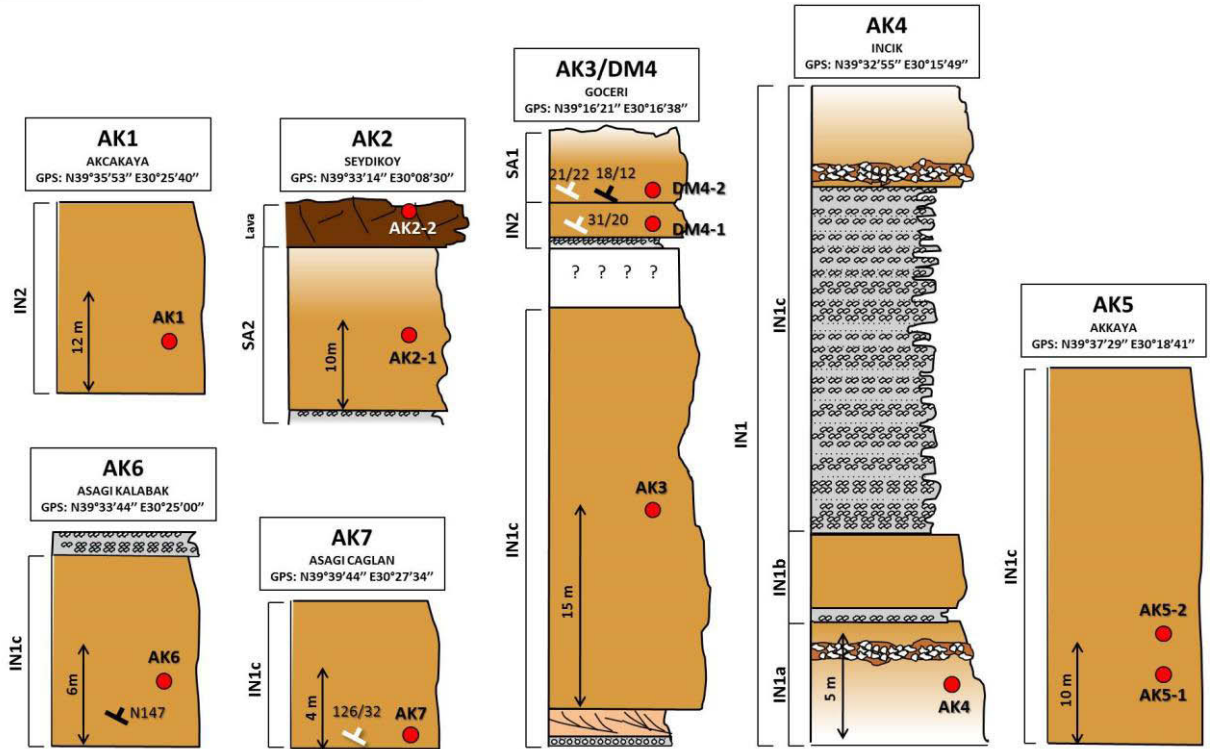 AK1
AKCAKAYA
GPS: N39°35’53” E30°25’40”
IN2
12 m
AK1
AK2
SEYDIKOY
GPS: N39°33’14” E30°08’30”
Lava
AK2-2
SA2
10m
AK2-1
AK3/DM4
GOCERI
GPS: N39°16’21” E30°16’38”
SA1
21/22 18/12
DM4-2
IN2
31/20
DM4-1
? ? ? ?
IN1c
AK3
15 m
AK4
INCIK
GPS: N39°32’55” E30°15’49”
IN1
IN1c
IN1b
IN1a
5 m
AK4
AK5
AKKAYA
GPS: N39°37’29” E30°18’41”
IN1c
AK5-2
AK5-1
10 m
AK6
ASAGI KALABAK
GPS: N39°33’44” E30°25’00”
IN1c
6m
AK6
N147
AK7
ASAGI CAGLAN
GPS: N39°39’44” E30°27’34”
IN1c
4 m
126/32
AK7